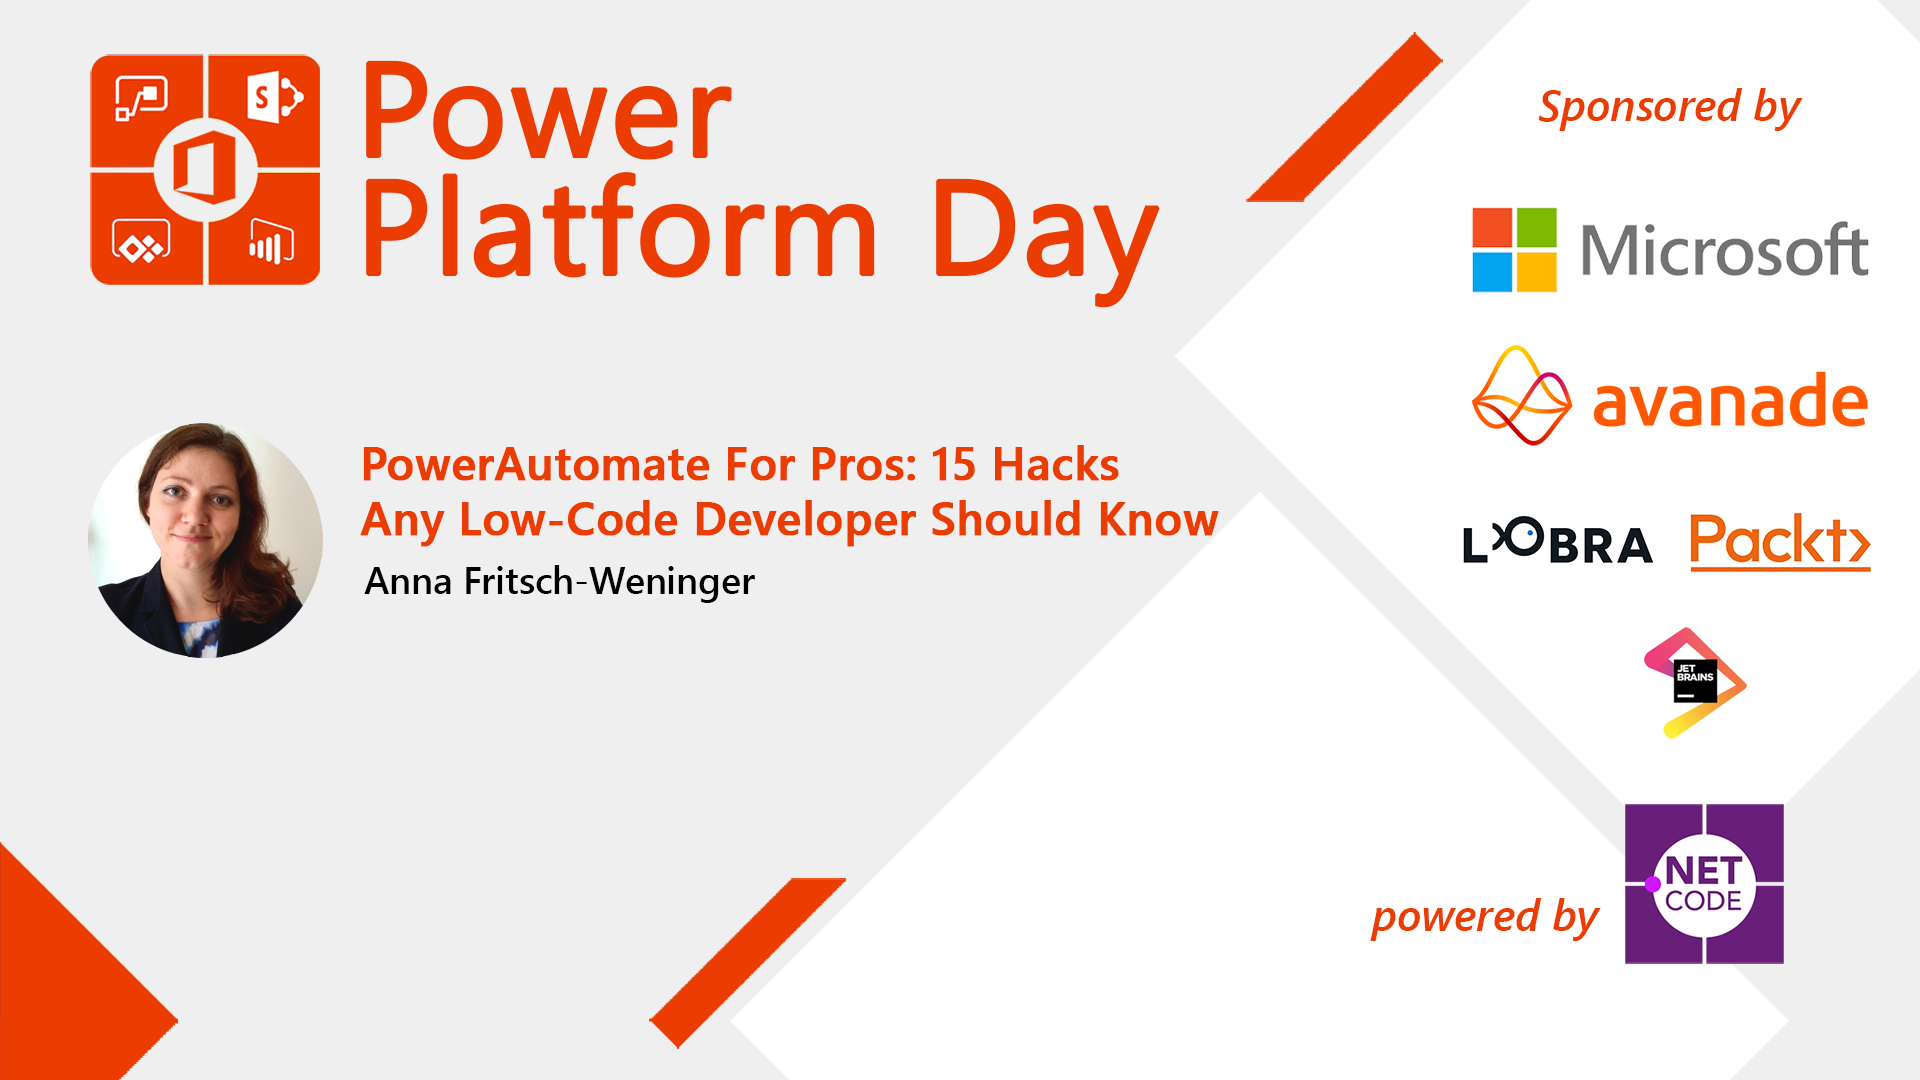 Power
Platform Day
S
PowerAutomate For Pros: 15 Hacks
Any Low-Code Developer Should Know
Anna Fritsch-Weninger
Sponsored by
Microsoft
avanade
LOBRA
Packt>
JET
BRAINS
powered by
.NET
CODE